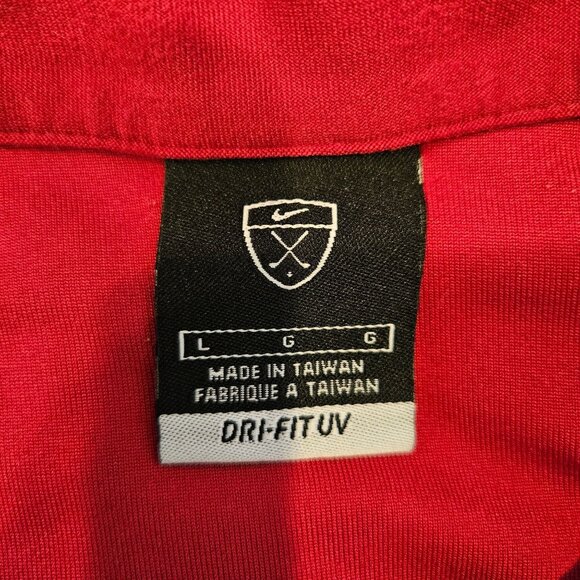 L G G
MADE IN TAIWAN
FABRIQUE A TAIWAN
DRI-FIT UV